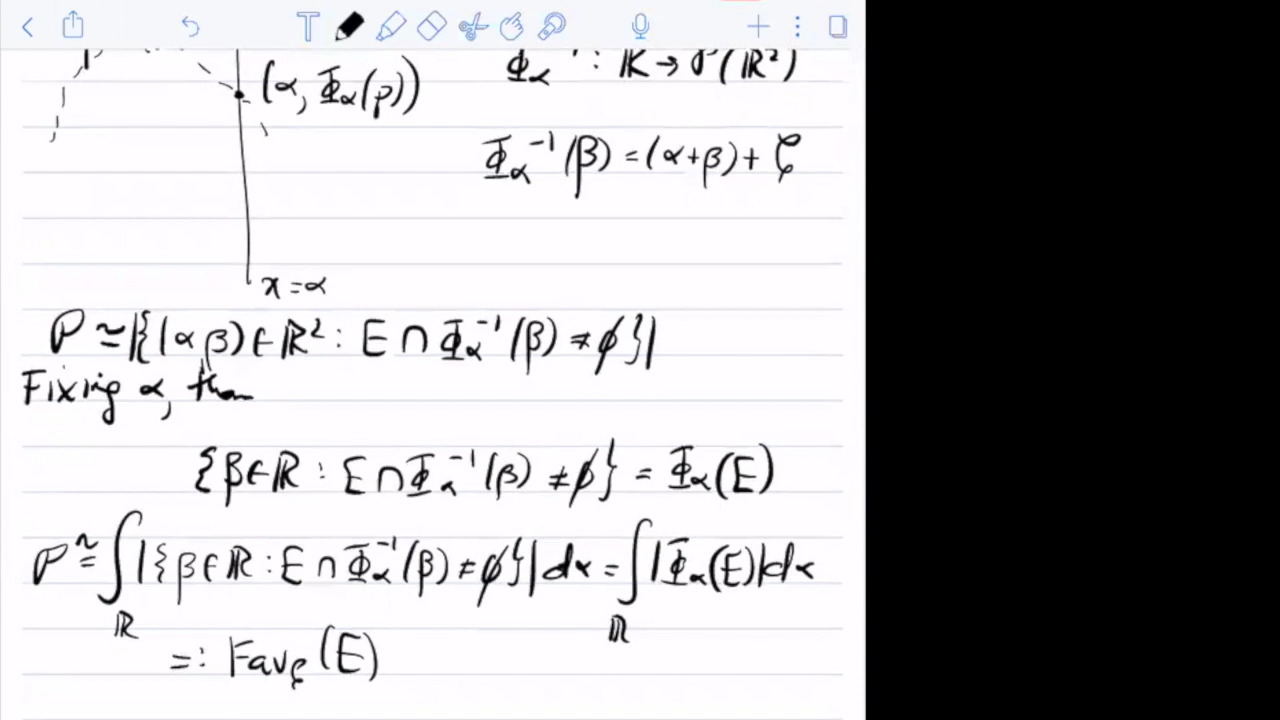 (α, Φα(p))
Φα⁻¹ : ℝ → P(ℝ²)
Φα⁻¹(β) = (α+β) + ζ
x = α
P ≃ |{(α β) ∈ ℝ² : E ∩ Φα⁻¹(β) ≠ ϕ}|
Fixing α, then
{β ∈ ℝ : E ∩ Φα⁻¹(β) ≠ ϕ} = Φα(E)
P ≅ ∫ℝ |{β ∈ ℝ : E ∩ Φα⁻¹(β) ≠ ϕ}| dα = ∫ℝ |Φα(E)| dα
=: Favζ(E)